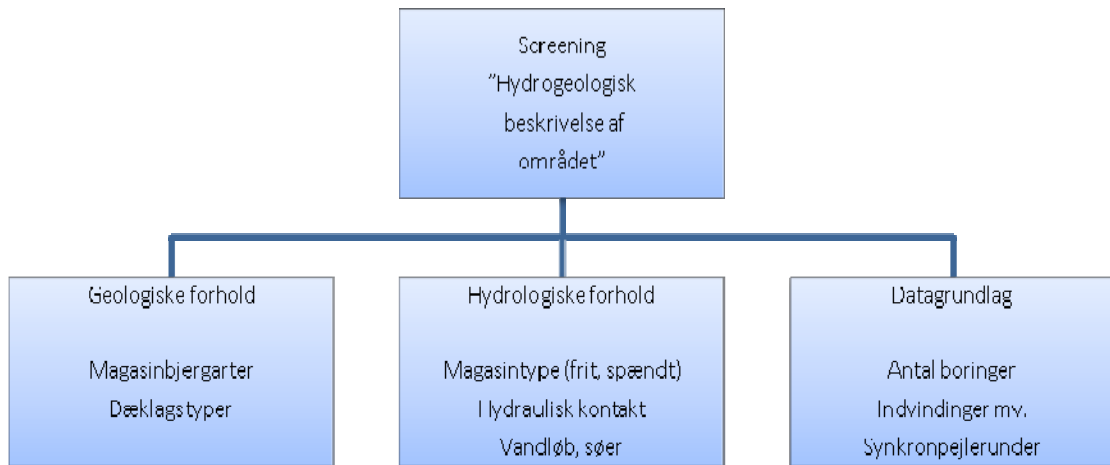 Screening
"Hydrogeologisk
beskrivelse af
området"
Geologiske forhold
Magasinbjergarter
Dæklagstyper
Hydrologiske forhold
Magasintype (frit, spændt)
Hydraulisk kontakt
Vandløb, søer
Datagrundlag
Antal boringer
Indvindinger mv.
Synkronpejlerunder